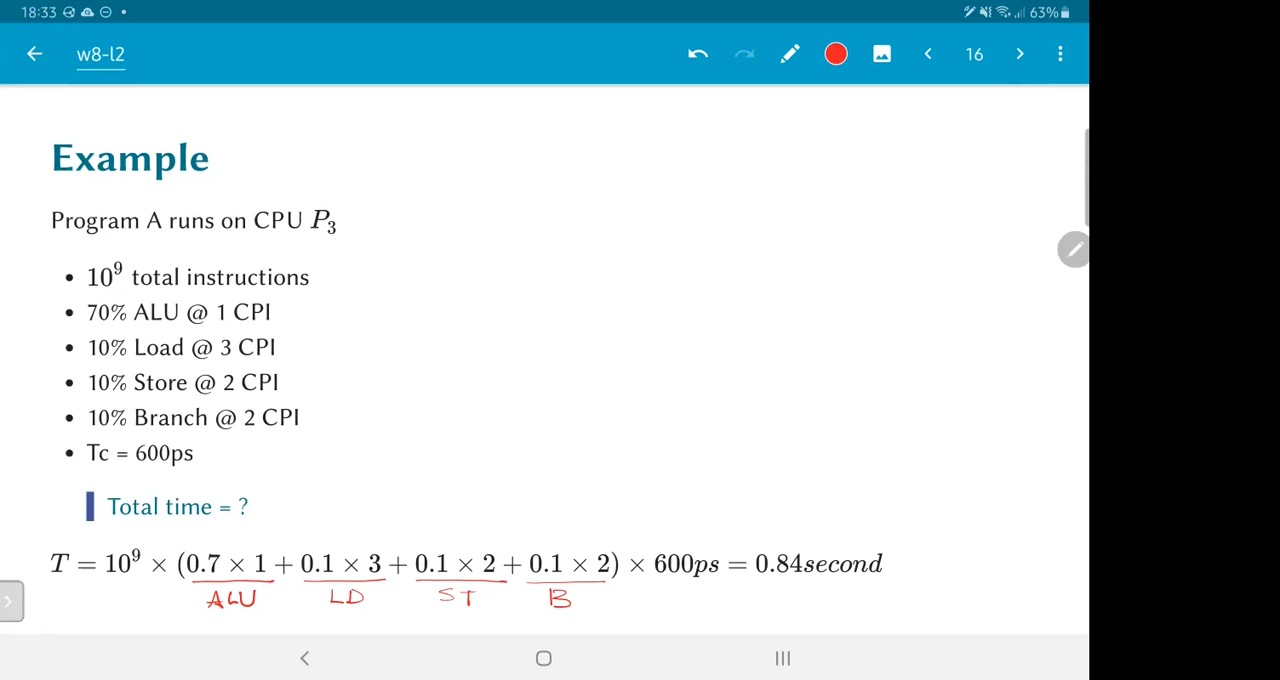 18:33 63%
w8-l2 16
Example
Program A runs on CPU P₃
• 10⁹ total instructions
• 70% ALU @ 1 CPI
• 10% Load @ 3 CPI
• 10% Store @ 2 CPI
• 10% Branch @ 2 CPI
• Tc = 600ps
Total time = ?
T = 10⁹ × (0.7 × 1 + 0.1 × 3 + 0.1 × 2 + 0.1 × 2) × 600ps = 0.84second
ALU LD ST B